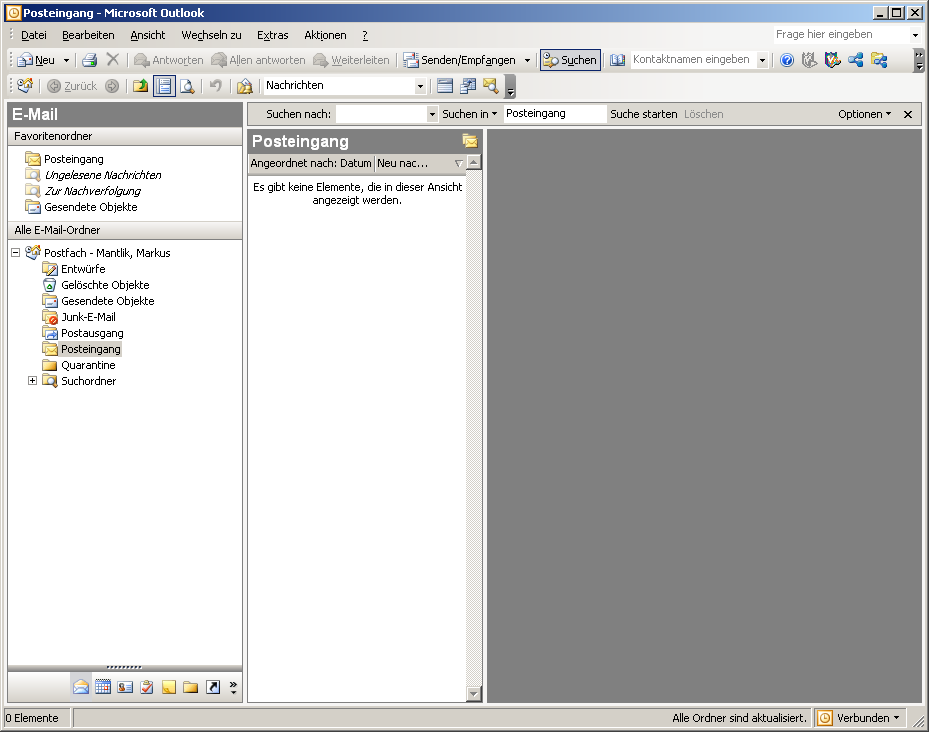 Posteingang - Microsoft Outlook
Datei Bearbeiten Ansicht Wechseln zu Extras Aktionen ? Frage hier eingeben
Neu Antworten Allen antworten Weiterleiten Senden/Empfangen Suchen Kontaktnamen eingeben
Zurück Nachrichten
E-Mail
Favoritenordner
Posteingang
Ungelesene Nachrichten
Zur Nachverfolgung
Gesendete Objekte
Alle E-Mail-Ordner
Postfach - Mantlik, Markus
Entwürfe
Gelöschte Objekte
Gesendete Objekte
Junk-E-Mail
Postausgang
Posteingang
Quarantine
Suchordner
Suchen nach: Suchen in Posteingang Suche starten Löschen Optionen
Posteingang
Angeordnet nach: Datum Neu nac...
Es gibt keine Elemente, die in dieser Ansicht
angezeigt werden.
0 Elemente Alle Ordner sind aktualisiert. Verbunden